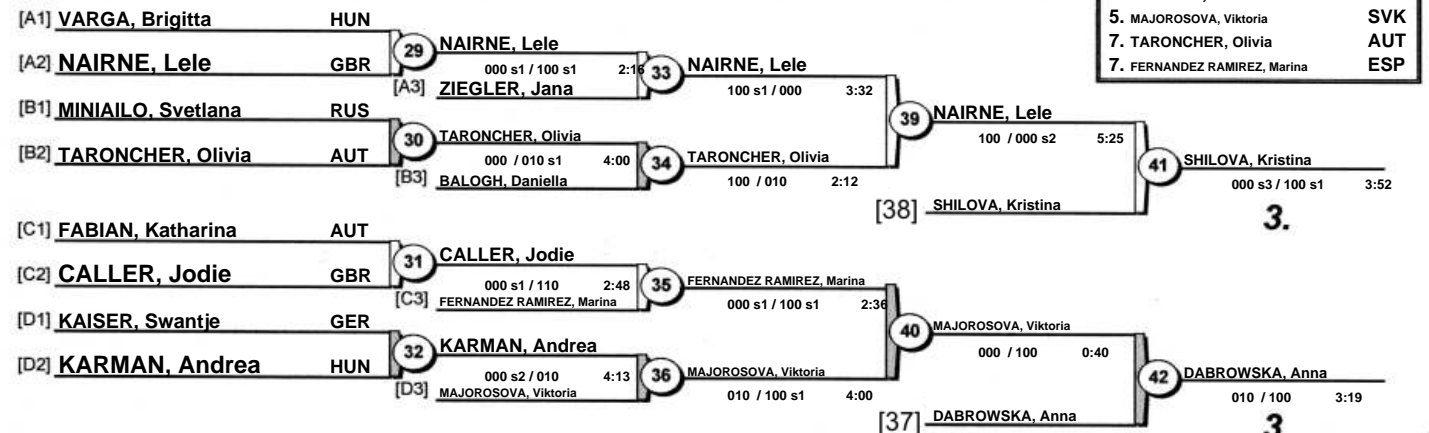 5. MAJOROSOVA, Viktoria SVK
7. TARONCHER, Olivia AUT
7. FERNANDEZ RAMIREZ, Marina ESP
[A1] VARGA, Brigitta HUN
[A2] NAIRNE, Lele GBR
29
NAIRNE, Lele
000 s1 / 100 s1 2:16
[A3] ZIEGLER, Jana
33
NAIRNE, Lele
100 s1 / 000 3:32
[B1] MINIAILO, Svetlana RUS
[B2] TARONCHER, Olivia AUT
30
TARONCHER, Olivia
000 / 010 s1 4:00
[B3] BALOGH, Daniella
34
TARONCHER, Olivia
100 / 010 2:12
39
NAIRNE, Lele
100 / 000 s2 5:25
[38] SHILOVA, Kristina
41
SHILOVA, Kristina
000 s3 / 100 s1 3:52
3.
[C1] FABIAN, Katharina AUT
[C2] CALLER, Jodie GBR
31
CALLER, Jodie
000 s1 / 110 2:48
[C3] FERNANDEZ RAMIREZ, Marina
35
FERNANDEZ RAMIREZ, Marina
000 s1 / 100 s1 2:36
[D1] KAISER, Swantje GER
[D2] KARMAN, Andrea HUN
32
KARMAN, Andrea
000 s2 / 010 4:13
[D3] MAJOROSOVA, Viktoria
36
MAJOROSOVA, Viktoria
010 / 100 s1 4:00
40
MAJOROSOVA, Viktoria
000 / 100 0:40
[37] DABROWSKA, Anna
42
DABROWSKA, Anna
010 / 100 3:19
3